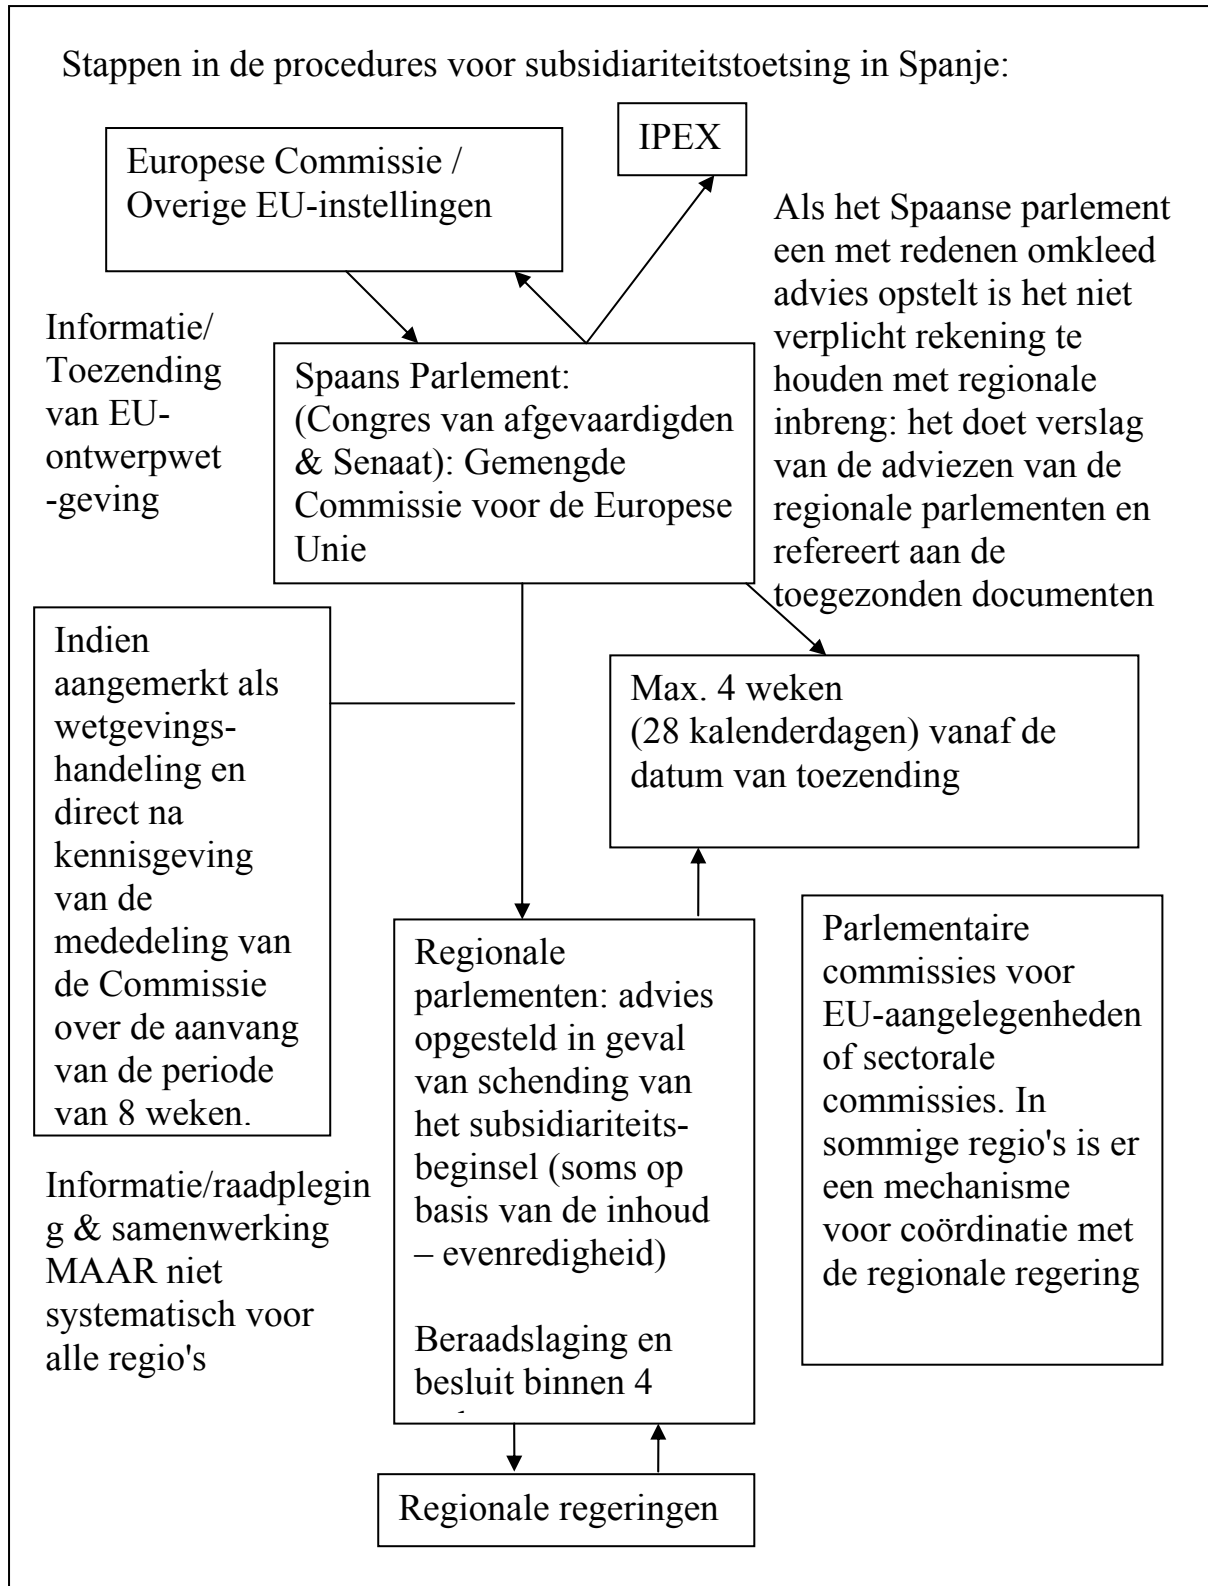 Stappen in de procedures voor subsidiariteitstoetsing in Spanje:
Europese Commissie /
Overige EU-instellingen
IPEX
Als het Spaanse parlement
een met redenen omkleed
advies opstelt is het niet
verplicht rekening te
houden met regionale
inbreng: het doet verslag
van de adviezen van de
regionale parlementen en
refereert aan de
toegezonden documenten
Informatie/
Toezending
van EU-
ontwerpwet
-geving
Spaans Parlement:
(Congres van afgevaardigden
& Senaat): Gemengde
Commissie voor de Europese
Unie
Indien
aangemerkt als
wetgevings-
handeling en
direct na
kennisgeving
van de
mededeling van
de Commissie
over de aanvang
van de periode
van 8 weken.
Max. 4 weken
(28 kalenderdagen) vanaf de
datum van toezending
Regionale
parlementen: advies
opgesteld in geval
van schending van
het subsidiariteits-
beginsel (soms op
basis van de inhoud
– evenredigheid)
Beraadslaging en
besluit binnen 4
Parlementaire
commissies voor
EU-aangelegenheden
of sectorale
commissies. In
sommige regio's is er
een mechanisme
voor coördinatie met
de regionale regering
Informatie/raadplegin
g & samenwerking
MAAR niet
systematisch voor
alle regio's
Regionale regeringen